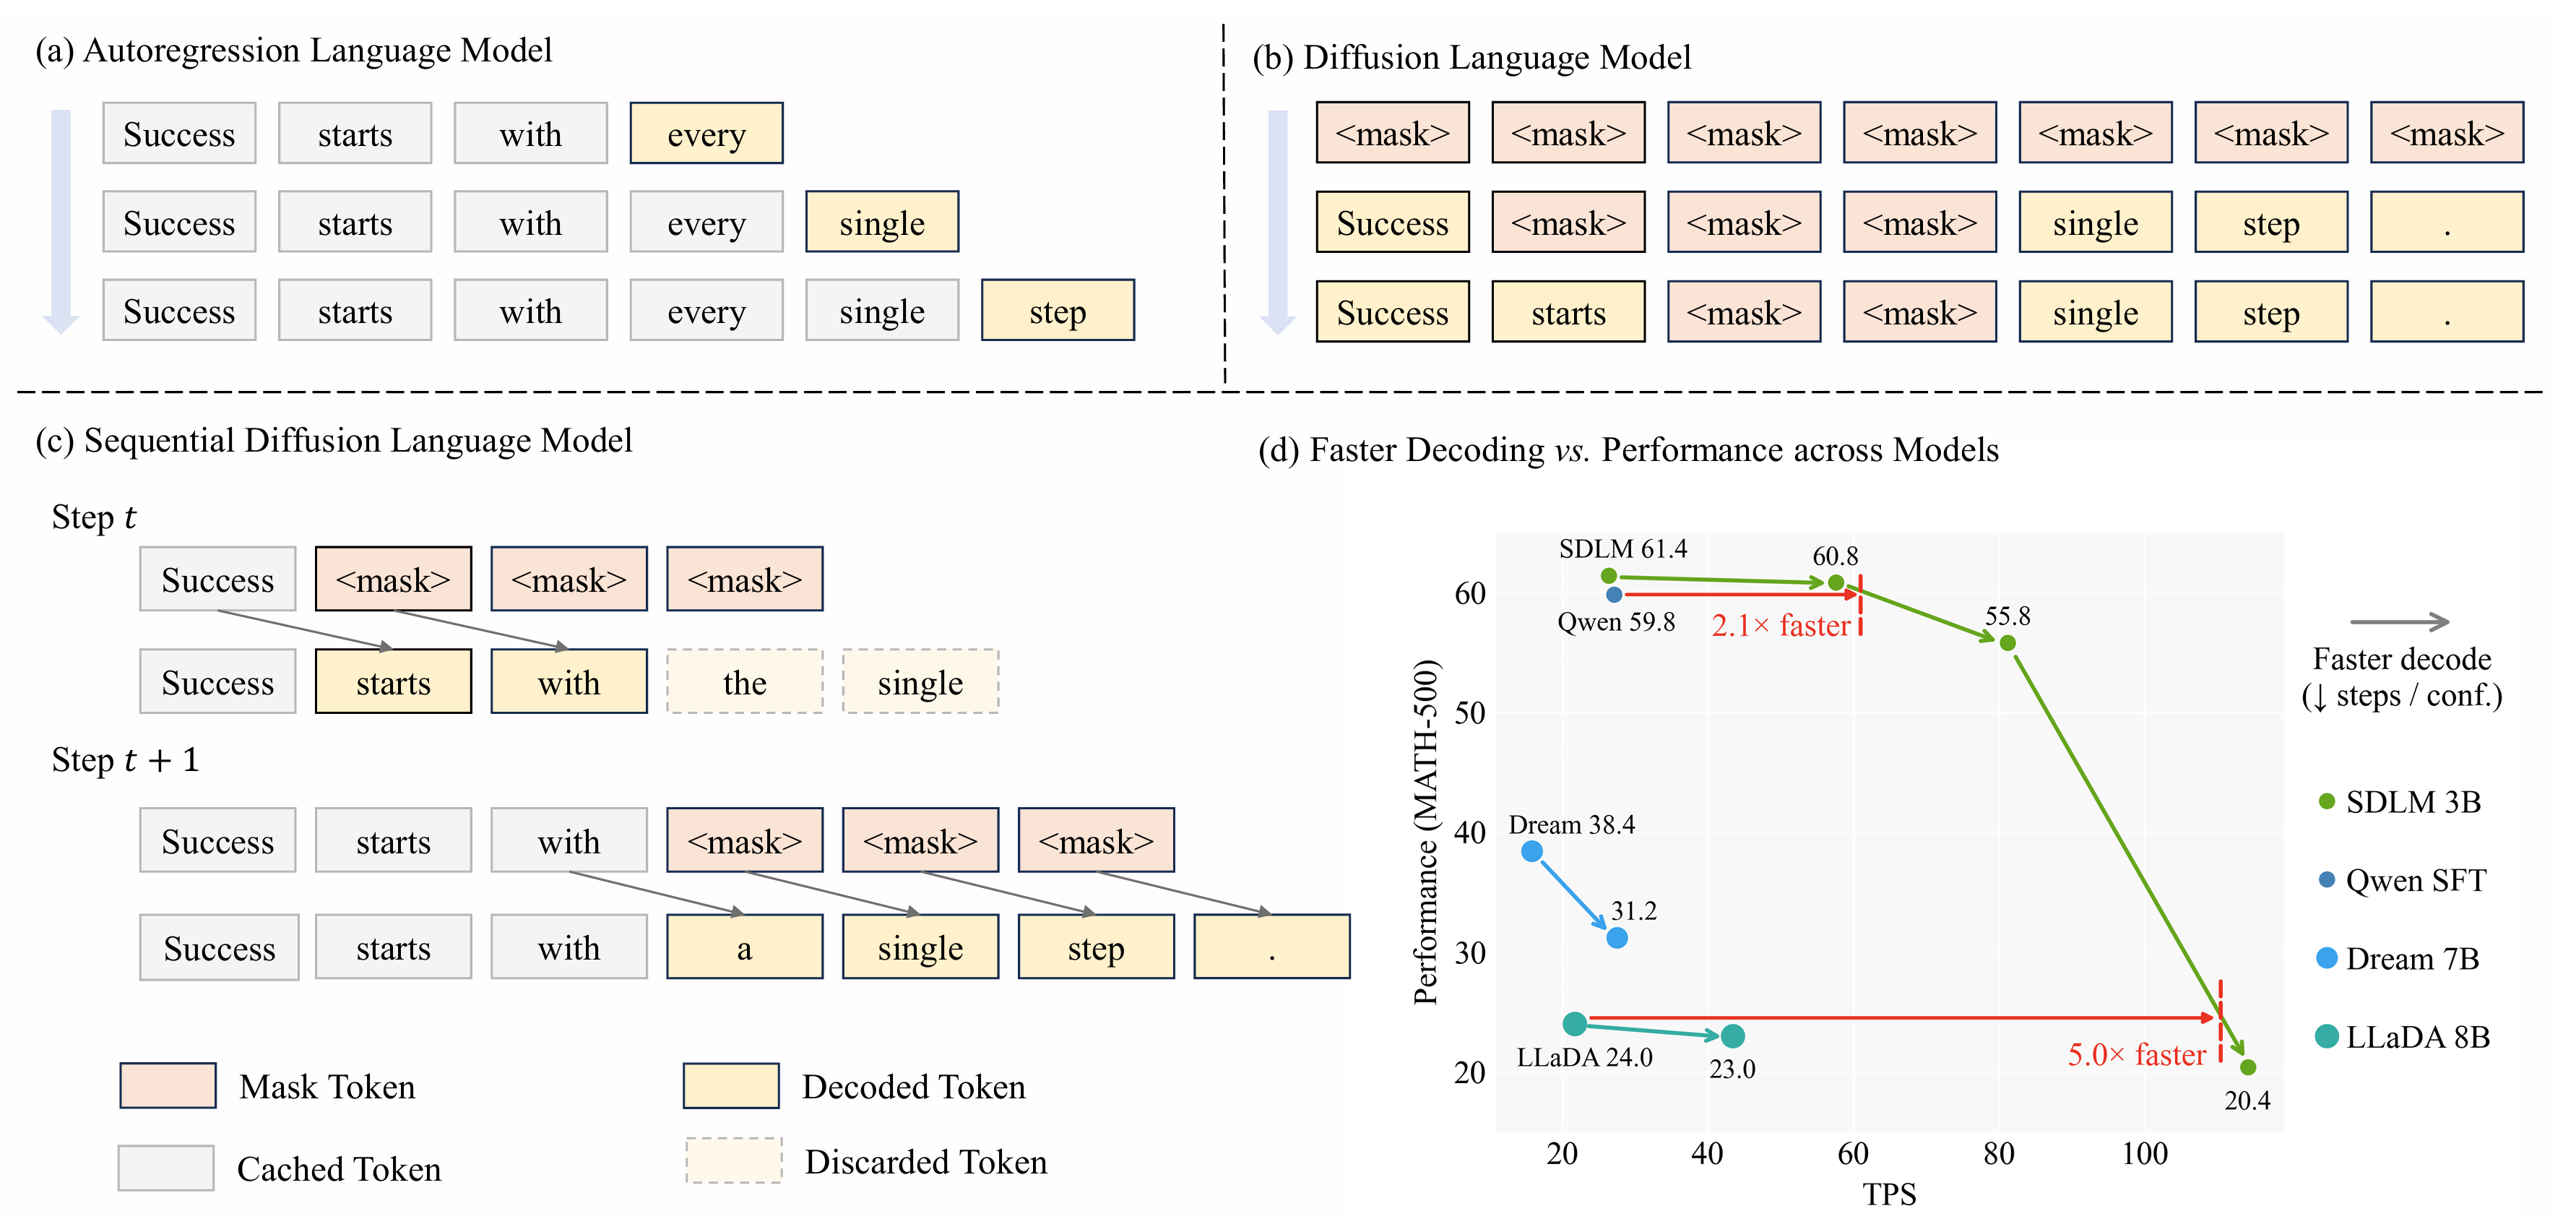 (a) Autoregression Language Model
Success starts with every
Success starts with every single
Success starts with every single step
(b) Diffusion Language Model
<mask> <mask> <mask> <mask> <mask> <mask> <mask>
Success <mask> <mask> <mask> single step .
Success starts <mask> <mask> single step .
(c) Sequential Diffusion Language Model
Step t
Success <mask> <mask> <mask>
Success starts with the single
Step t + 1
Success starts with <mask> <mask> <mask>
Success starts with a single step .
Mask Token
Decoded Token
Cached Token
Discarded Token
(d) Faster Decoding vs. Performance across Models
Performance (MATH-500)
60
50
40
30
20
SDLM 61.4
60.8
Qwen 59.8
2.1× faster
55.8
Dream 38.4
31.2
LLaDA 24.0
23.0
5.0× faster
20.4
20 40 60 80 100
TPS
Faster decode
(↓ steps / conf.)
SDLM 3B
Qwen SFT
Dream 7B
LLaDA 8B